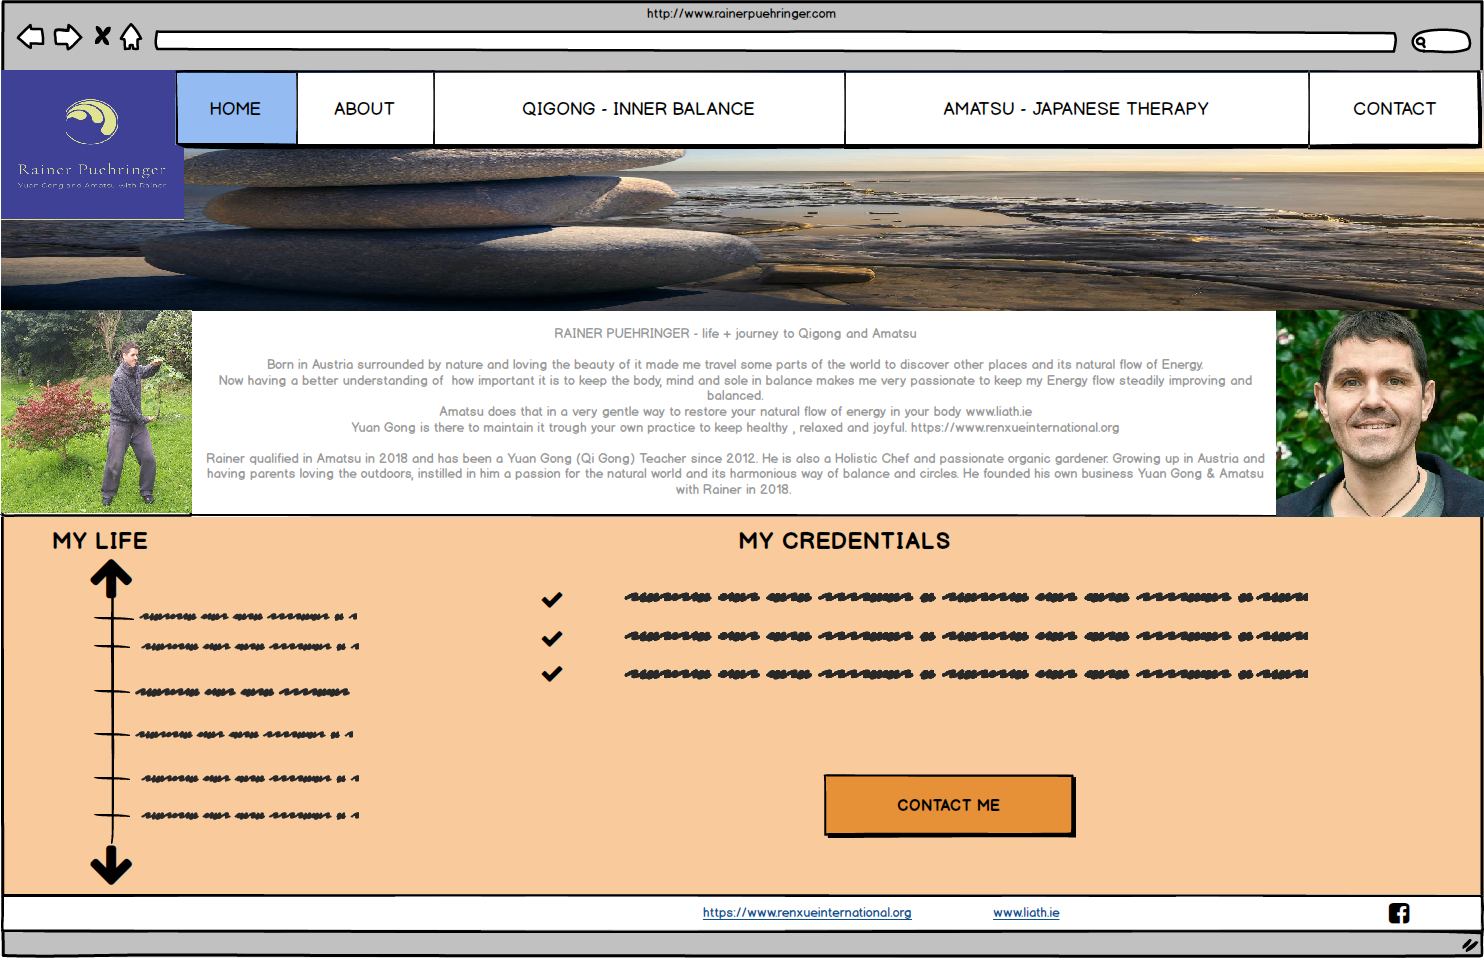 http://www.rainerpuehringer.com
HOME
ABOUT
QIGONG - INNER BALANCE
AMATSU - JAPANESE THERAPY
CONTACT
Rainer Puehringer
Yuan Gong and Amatsu with Rainer
RAINER PUEHRINGER - life + journey to Qigong and Amatsu
Born in Austria surrounded by nature and loving the beauty of it made me travel some parts of the world to discover other places and its natural flow of Energy.
Now having a better understanding of how important it is to keep the body, mind and sole in balance makes me very passionate to keep my Energy flow steadily improving and
balanced.
Amatsu does that in a very gentle way to restore your natural flow of energy in your body www.liath.ie
Yuan Gong is there to maintain it trough your own practice to keep healthy , relaxed and joyful. https://www.renxueinternational.org
Rainer qualified in Amatsu in 2018 and has been a Yuan Gong (Qi Gong) Teacher since 2012. He is also a Holistic Chef and passionate organic gardener. Growing up in Austria and
having parents loving the outdoors, instilled in him a passion for the natural world and its harmonious way of balance and circles. He founded his own business Yuan Gong & Amatsu
with Rainer in 2018.
MY LIFE
MY CREDENTIALS
CONTACT ME
https://www.renxueinternational.org
www.liath.ie